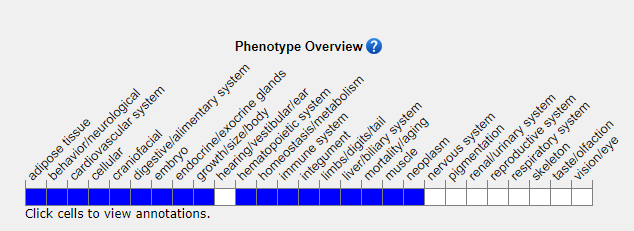 Phenotype Overview ?
adipose tissue
behavior/neurological
cardiovascular system
cellular
craniofacial
digestive/alimentary system
embryo
endocrine/exocrine glands
growth/size/body
hearing/vestibular/ear
hematopoietic system
homeostasis/metabolism
immune system
integument
limbs/digits/tail
liver/biliary system
mortality/aging
muscle
neoplasm
nervous system
pigmentation
renal/urinary system
reproductive system
respiratory system
skeleton
taste/olfaction
vision/eye
Click cells to view annotations.